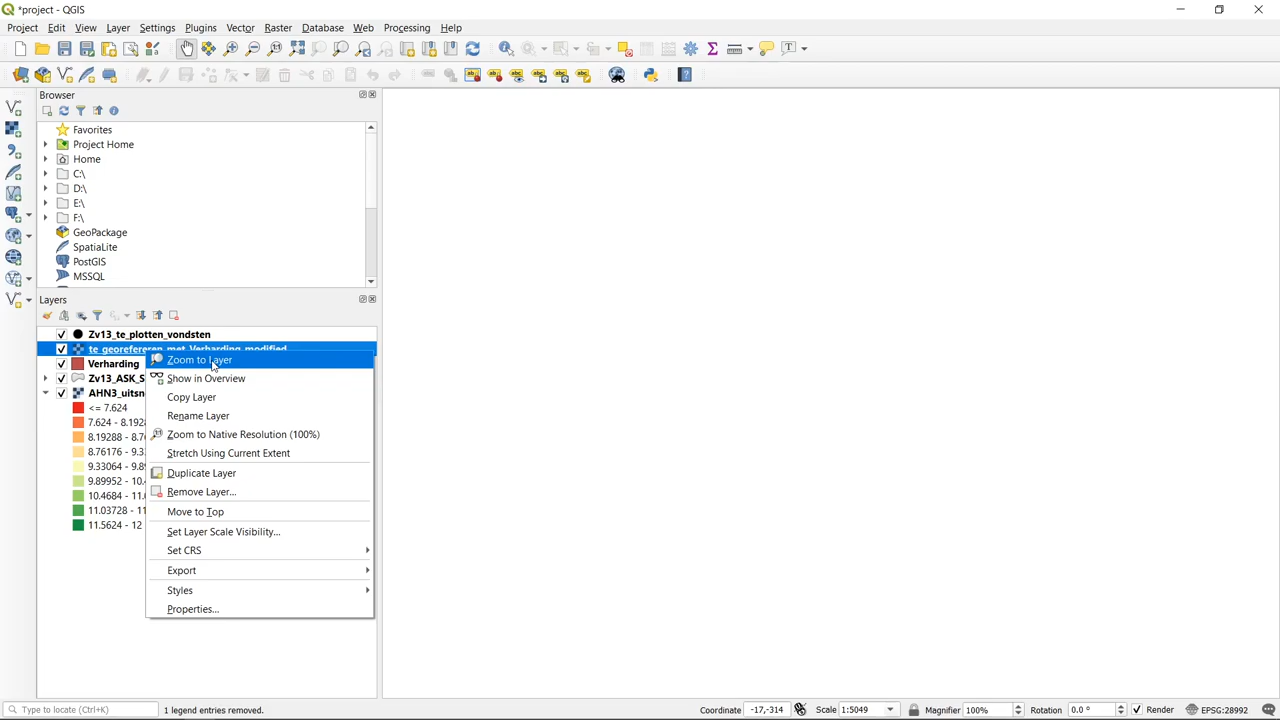 *project - QGIS
Project Edit View Layer Settings Plugins Vector Raster Database Web Processing Help
Browser
Favorites
Project Home
Home
C:\
D:\
E:\
F:\
GeoPackage
SpatiaLite
PostGIS
MSSQL
Layers
Zv13_te_plotten_vondsten
te_georefereren_met_Verharding_modified
Verharding
Zv13_ASK_S
AHN3_uitsn
<= 7.624
7.624 - 8.1928
8.19288 - 8.7
8.76176 - 9.3
9.33064 - 9.8
9.89952 - 10.
10.4684 - 11.
11.03728 - 11
11.5624 - 12
Zoom to Layer
Show in Overview
Copy Layer
Rename Layer
Zoom to Native Resolution (100%)
Stretch Using Current Extent
Duplicate Layer
Remove Layer...
Move to Top
Set Layer Scale Visibility...
Set CRS
Export
Styles
Properties...
Type to locate (Ctrl+K) 1 legend entries removed. Coordinate -17,-314 Scale 1:5049 Magnifier 100% Rotation 0.0 ° Render EPSG:28992